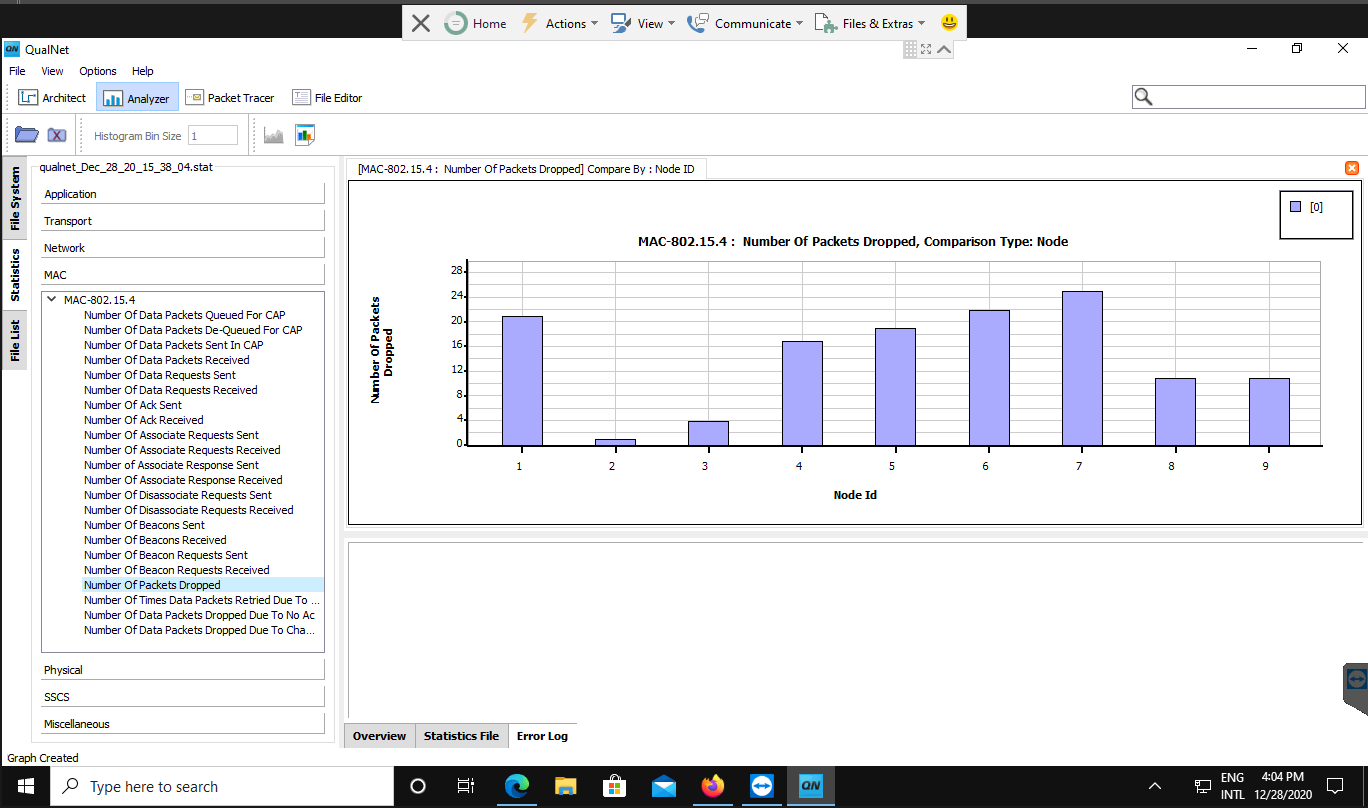 Home Actions View Communicate Files & Extras
QN QualNet
File View Options Help
Architect Analyzer Packet Tracer File Editor
Histogram Bin Size 1
File System
Statistics
File List
qualnet_Dec_28_20_15_38_04.stat
Application
Transport
Network
MAC
MAC-802.15.4
Number Of Data Packets Queued For CAP
Number Of Data Packets De-Queued For CAP
Number Of Data Packets Sent In CAP
Number Of Data Packets Received
Number Of Data Requests Sent
Number Of Data Requests Received
Number Of Ack Sent
Number Of Ack Received
Number Of Associate Requests Sent
Number Of Associate Requests Received
Number of Associate Response Sent
Number Of Associate Response Received
Number Of Disassociate Requests Sent
Number Of Disassociate Requests Received
Number Of Beacons Sent
Number Of Beacons Received
Number Of Beacon Requests Sent
Number Of Beacon Requests Received
Number Of Packets Dropped
Number Of Times Data Packets Retried Due To ...
Number Of Data Packets Dropped Due To No Ac
Number Of Data Packets Dropped Due To Cha...
Physical
SSCS
Miscellaneous
[MAC-802.15.4 : Number Of Packets Dropped] Compare By : Node ID
[0]
MAC-802.15.4 : Number Of Packets Dropped, Comparison Type: Node
Number Of Packets
Dropped
28
24
20
16
12
8
4
0
1 2 3 4 5 6 7 8 9
Node Id
Overview Statistics File Error Log
Graph Created
Type here to search
QN
ENG 4:04 PM
INTL 12/28/2020